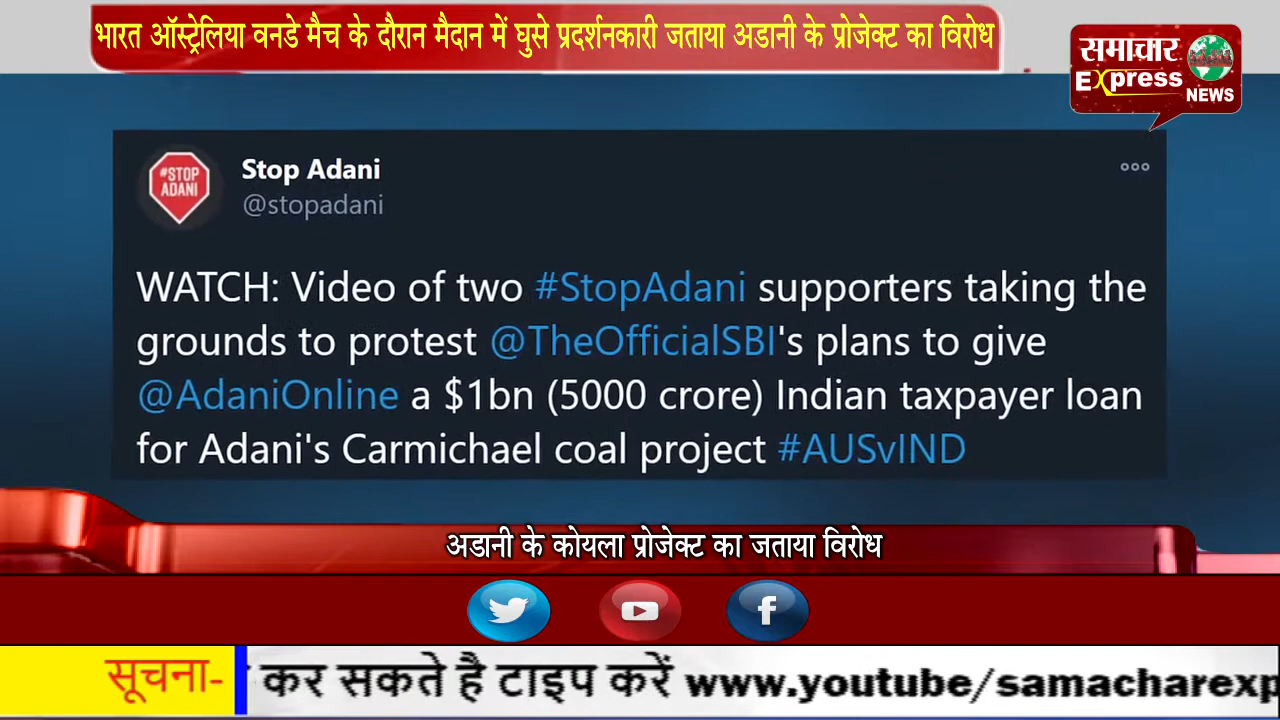 भारत ऑस्ट्रेलिया वनडे मैच के दौरान मैदान में घुसे प्रदर्शनकारी जताया अडानी के प्रोजेक्ट का विरोध
समाचार
Express
NEWS
#STOP
ADANI
Stop Adani
@stopadani
WATCH: Video of two #StopAdani supporters taking the
grounds to protest @TheOfficialSBI's plans to give
@AdaniOnline a $1bn (5000 crore) Indian taxpayer loan
for Adani's Carmichael coal project #AUSvIND
अडानी के कोयला प्रोजेक्ट का जताया विरोध
सूचना- कर सकते है टाइप करें www.youtube/samacharexp